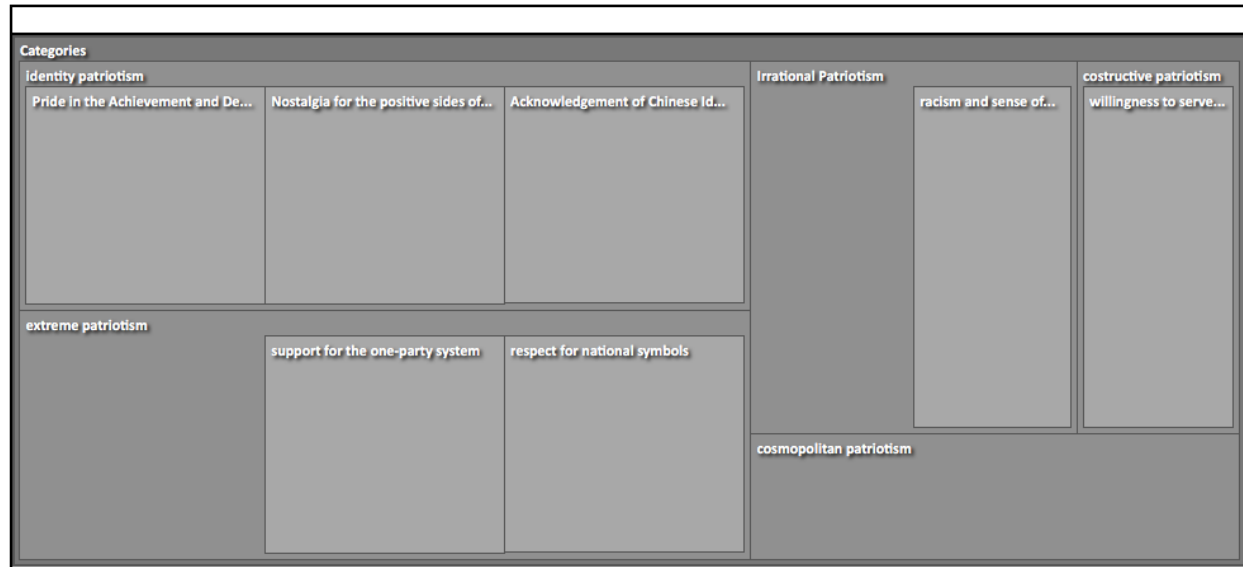 Categories
identity patriotism
Pride in the Achievement and De...
Nostalgia for the positive sides of...
Acknowledgement of Chinese Id...
Irrational Patriotism
racism and sense of...
costructive patriotism
willingness to serve...
extreme patriotism
support for the one-party system
respect for national symbols
cosmopolitan patriotism